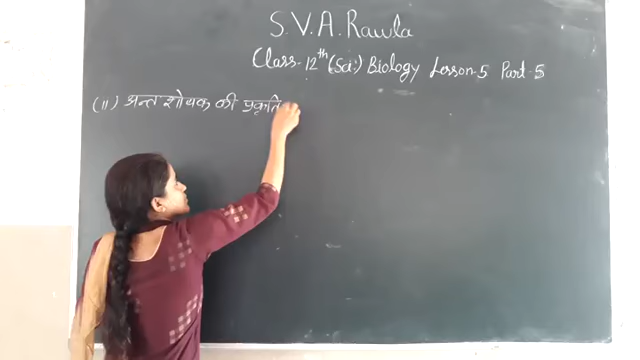 S.V.A. Rawla
Class-12th (Sci:) Biology Lesson-5 Part-5
(II) अन्त शोषक की प्रकृति